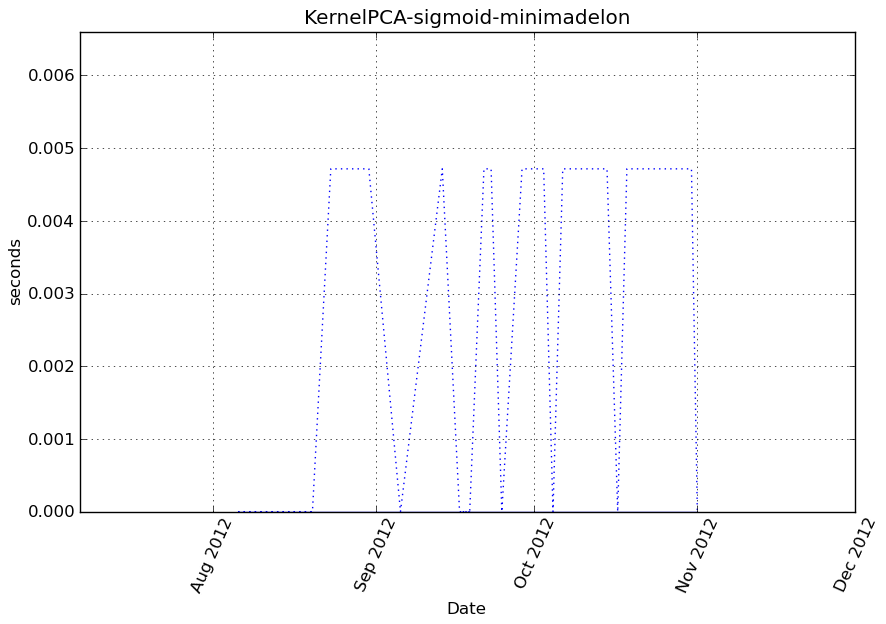 KernelPCA-sigmoid-minimadelon
0.006
0.005
0.004
0.003
0.002
0.001
0.000
seconds
Aug 2012
Sep 2012
Oct 2012
Nov 2012
Dec 2012
Date